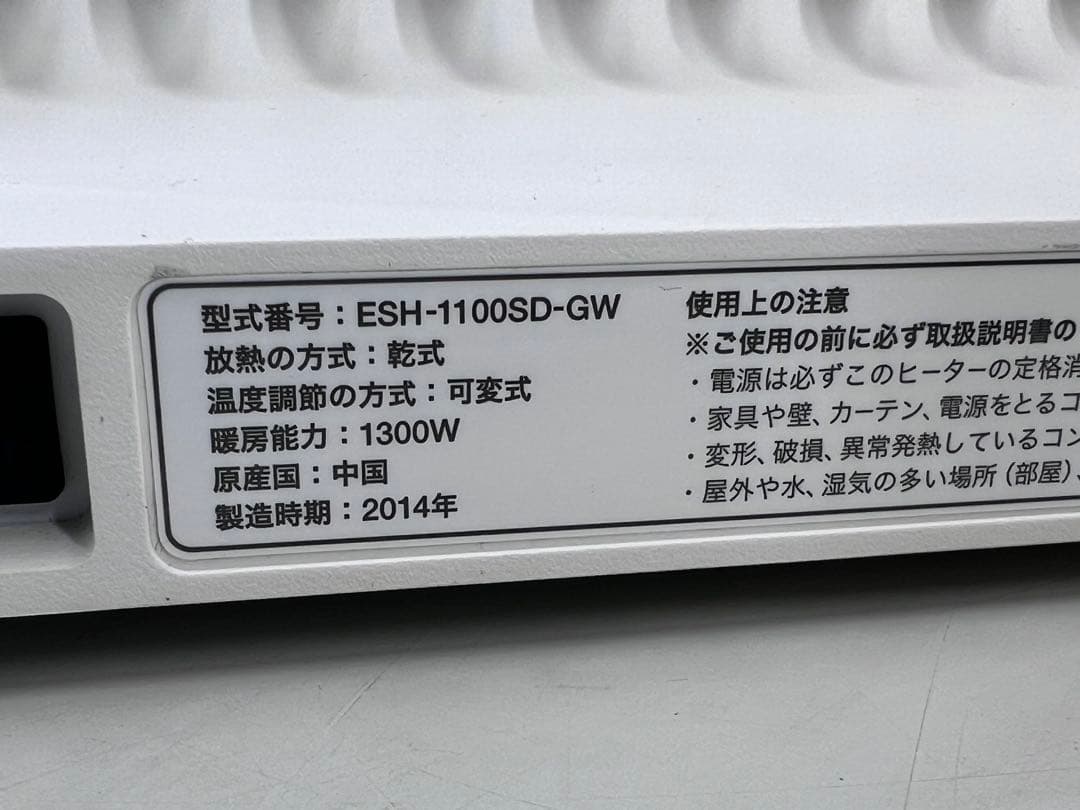 型式番号：ESH-1100SD-GW
放熱の方式：乾式
温度調節の方式：可変式
暖房能力：1300W
原産国：中国
製造時期：2014年
使用上の注意
※ご使用の前に必ず取扱説明書の
・電源は必ずこのヒーターの定格消
・家具や壁、カーテン、電源をとるコ
・変形、破損、異常発熱しているコン
・屋外や水、湿気の多い場所（部屋）、